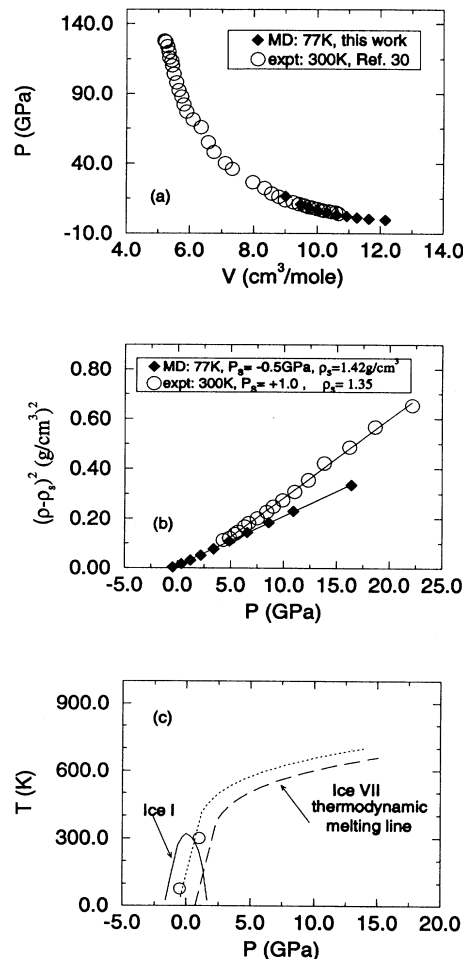 140.0
◆ MD: 77K, this work
○ expt: 300K, Ref. 30
90.0
P (GPa)
40.0
(a)
-10.0
4.0 6.0 8.0 10.0 12.0 14.0
V (cm³/mole)
0.80
◆ MD: 77K, Pₛ= -0.5GPa, ρₛ=1.42g/cm³
○ expt: 300K, Pₛ= +1.0 , ρₛ= 1.35
0.60
(ρ-ρₛ)² (g/cm³)²
0.40
0.20
(b)
0.00
-5.0 0.0 5.0 10.0 15.0 20.0 25.0
P (GPa)
900.0
(c)
600.0
T (K)
Ice I
Ice VII
thermodynamic
melting line
300.0
0.0
-5.0 0.0 5.0 10.0 15.0 20.0
P (GPa)